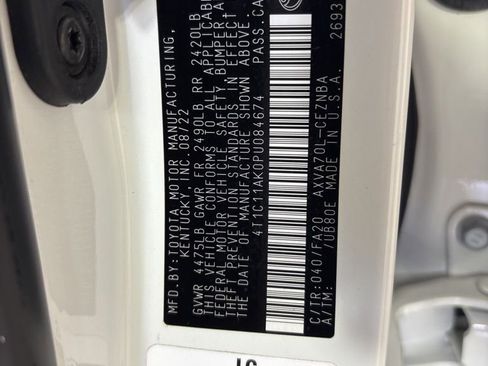 MFD.BY: TOYOTA MOTOR MANUFACTURING,
KENTUCKY, INC. 08/22
GVWR 4475LB GAWR FR 2490LB RR 2420LB
THIS VEHICLE CONFORMS TO ALL APPLICABL
FEDERAL MOTOR VEHICLE SAFETY, BUMPER, A
THEFT PREVENTION STANDARDS IN EFFECT
THE DATE OF MANUFACTURE SHOWN ABOVE.
4T1C11AK0PU084674 PASS.CA
C/TR: 040/FA20 AXVA70L-CEZNBA
A/TM: /UB80E MADE IN U.S.A. 2693